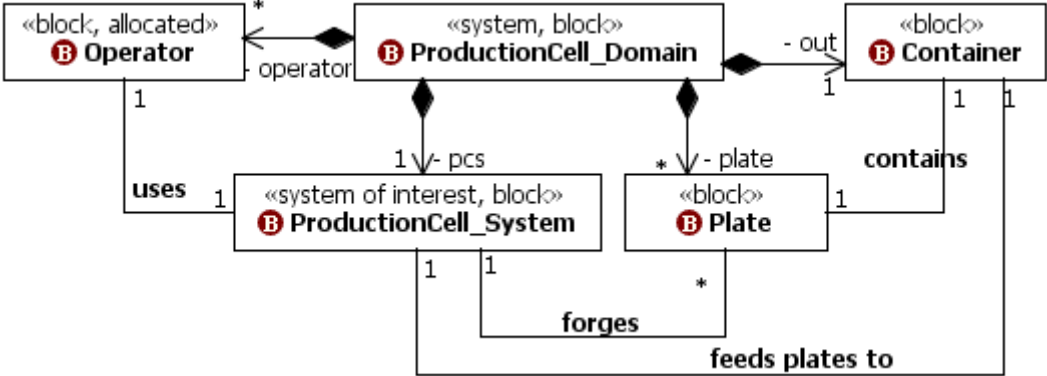 *
«block, allocated»
B Operator
«system, block»
B ProductionCell_Domain
«block»
B Container
- operator
- out
1
1
1
1
1
- pcs
*
- plate
contains
uses
1
«system of interest, block»
B ProductionCell_System
«block»
B Plate
1
1
1
*
forges
feeds plates to